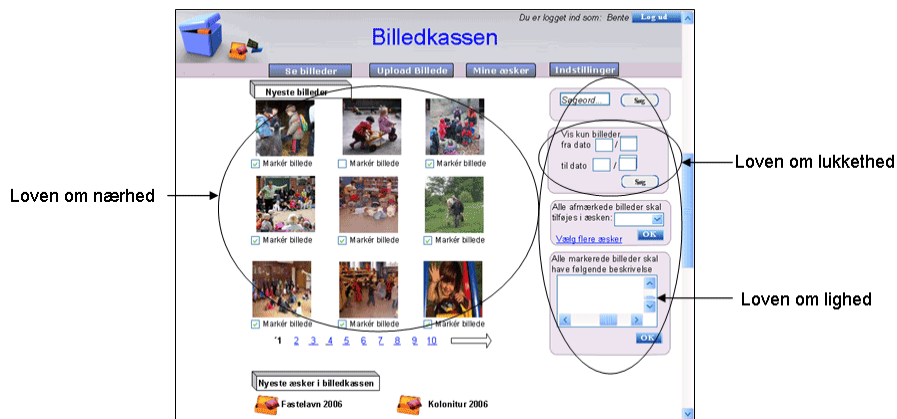 Du er logget ind som: Bente Log ud
Billedkassen
Se billeder Upload Billede Mine æsker Indstillinger
Nyeste billeder
Markér billede Markér billede Markér billede
Markér billede Markér billede Markér billede
Markér billede Markér billede Markér billede
'1 2 3 4 5 6 7 8 9 10
Nyeste æsker i billedkassen
Fastelavn 2006 Kolonitur 2006
Søgeord... Søg
Vis kun billeder
fra dato /
til dato /
Søg
Alle afmærkede billeder skal
tilføjes i æsken:
OK
Vælg flere æsker
Alle markerede billeder skal
have følgende beskrivelse
OK
Loven om nærhed
Loven om lukkethed
Loven om lighed